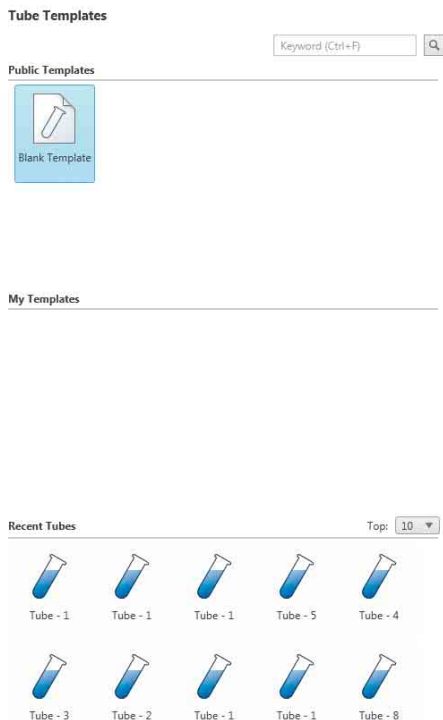 Tube Templates
Keyword (Ctrl+F)
Public Templates
Blank Template
My Templates
Recent Tubes
Top: 10
Tube - 1 Tube - 1 Tube - 1 Tube - 5 Tube - 4
Tube - 3 Tube - 2 Tube - 1 Tube - 1 Tube - 8